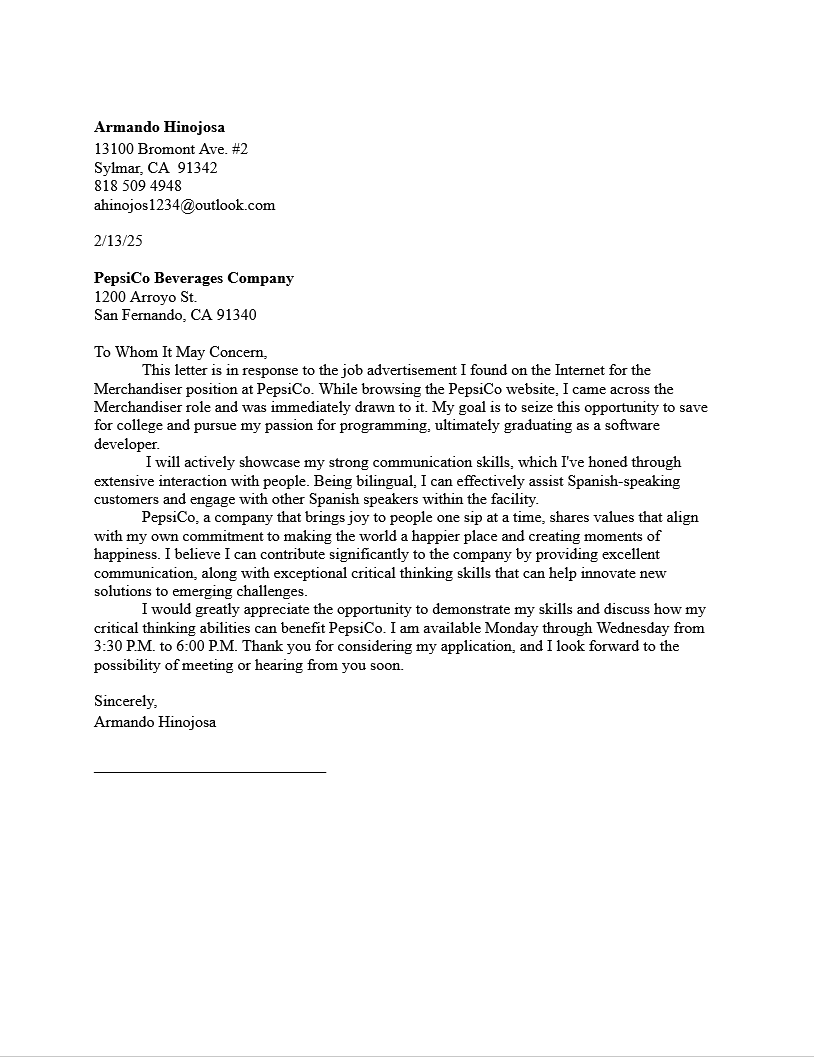 Armando Hinojosa
13100 Bromont Ave. #2
Sylmar, CA  91342
818 509 4948
ahinojos1234@outlook.com
2/13/25
PepsiCo Beverages Company
1200 Arroyo St.
San Fernando, CA 91340
To Whom It May Concern,
This letter is in response to the job advertisement I found on the Internet for the
Merchandiser position at PepsiCo. While browsing the PepsiCo website, I came across the
Merchandiser role and was immediately drawn to it. My goal is to seize this opportunity to save
for college and pursue my passion for programming, ultimately graduating as a software
developer.
I will actively showcase my strong communication skills, which I've honed through
extensive interaction with people. Being bilingual, I can effectively assist Spanish-speaking
customers and engage with other Spanish speakers within the facility.
PepsiCo, a company that brings joy to people one sip at a time, shares values that align
with my own commitment to making the world a happier place and creating moments of
happiness. I believe I can contribute significantly to the company by providing excellent
communication, along with exceptional critical thinking skills that can help innovate new
solutions to emerging challenges.
I would greatly appreciate the opportunity to demonstrate my skills and discuss how my
critical thinking abilities can benefit PepsiCo. I am available Monday through Wednesday from
3:30 P.M. to 6:00 P.M. Thank you for considering my application, and I look forward to the
possibility of meeting or hearing from you soon.
Sincerely,
Armando Hinojosa